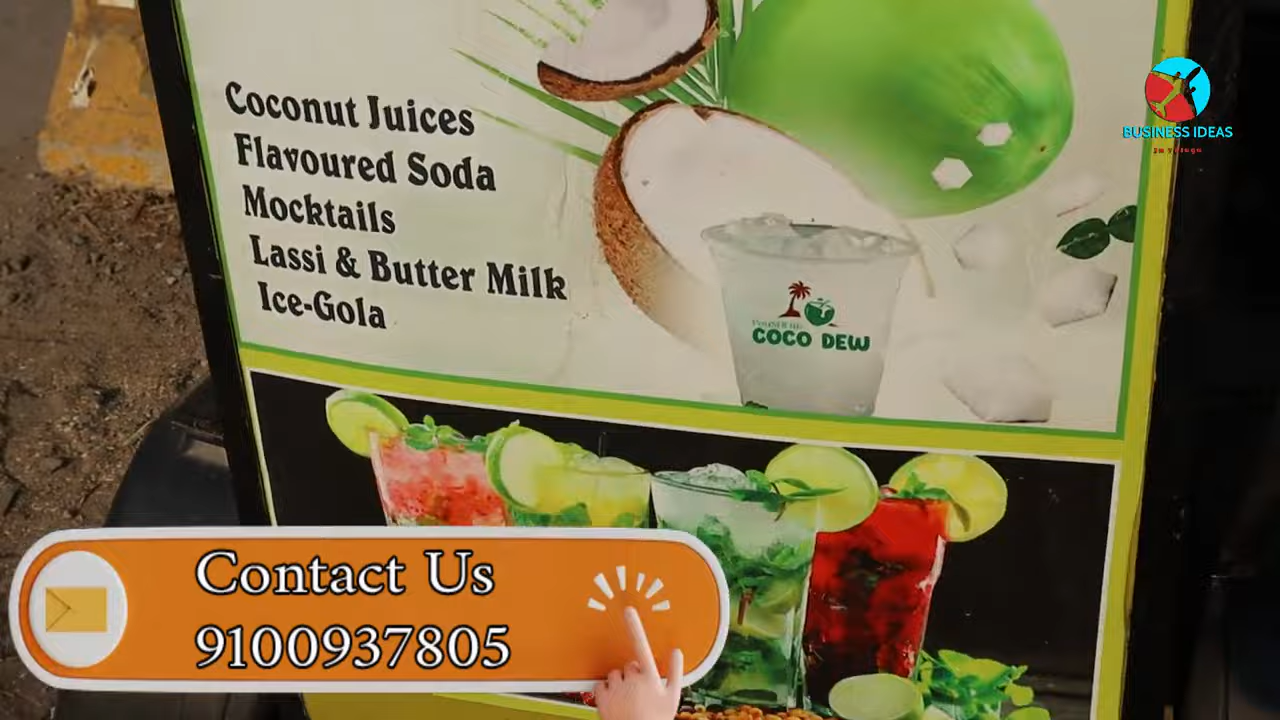 Coconut Juices
Flavoured Soda
Mocktails
Lassi & Butter Milk
Ice-Gola
COCO DEW
BUSINESS IDEAS
Contact Us
9100937805